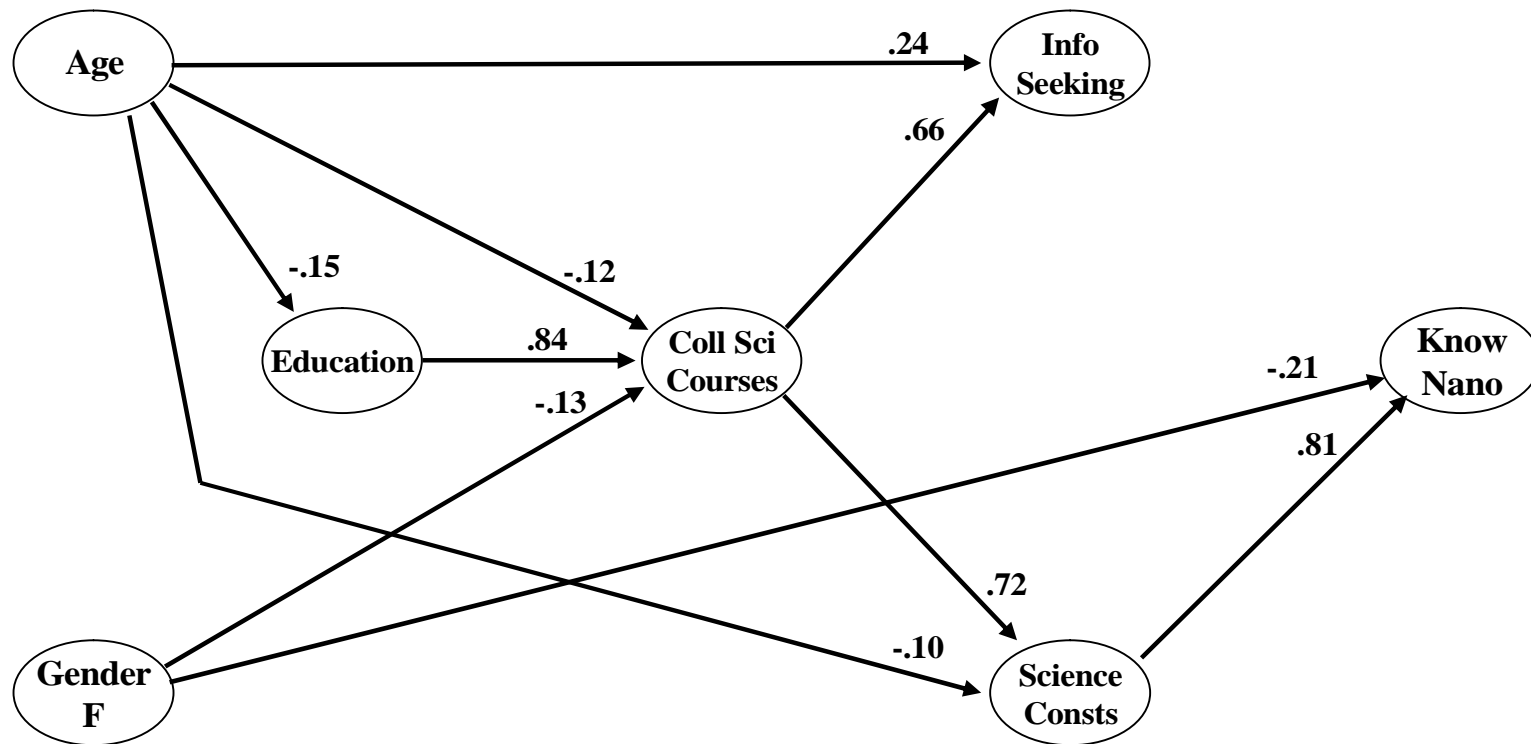 Age
.24
Info
Seeking
.66
-.15
-.12
Education
.84
Coll Sci
Courses
-.13
-.21
Know
Nano
.81
.72
-.10
Gender
F
Science
Consts